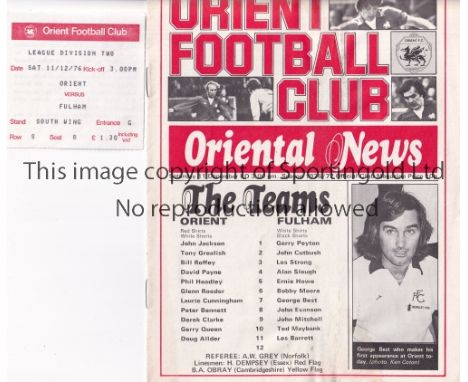 Orient Football Club
LEAGUE DIVISION TWO
Date SAT 11/12/76 Kick-off 3.00PM
ORIENT
VERSUS
FULHAM
Stand SOUTH WING Entrance G
Row S Seat 8 £ 1.30 including VAT
ORIENT
FOOTBALL
CLUB
Oriental News
This image copyright of Sportingold Ltd
No reproduction allowed
The Teams
ORIENT FULHAM
Red Shirts White Shirts
White Shorts Black Shorts
John Jackson 1 Gerry Peyton
Tony Grealish 2 John Cutbush
Bill Roffey 3 Les Strong
David Payne 4 Alan Slough
Phil Hoadley 5 Ernie Howe
Glenn Roeder 6 Bobby Moore
Laurie Cunningham 7 George Best
Peter Bennett 8 John Evanson
Derek Clarke 9 John Mitchell
Gerry Queen 10 Ted Maybank
Doug Allder 11 Les Barrett
12
REFEREE: A.W. GREY (Norfolk)
Linesmen: H. DEMPSEY (Essex) Red Flag
B.A. OBRAY (Cambridgeshire) Yellow Flag
George Best who makes his
first appearance at Orient to-
day. (photo. Ken Coton)